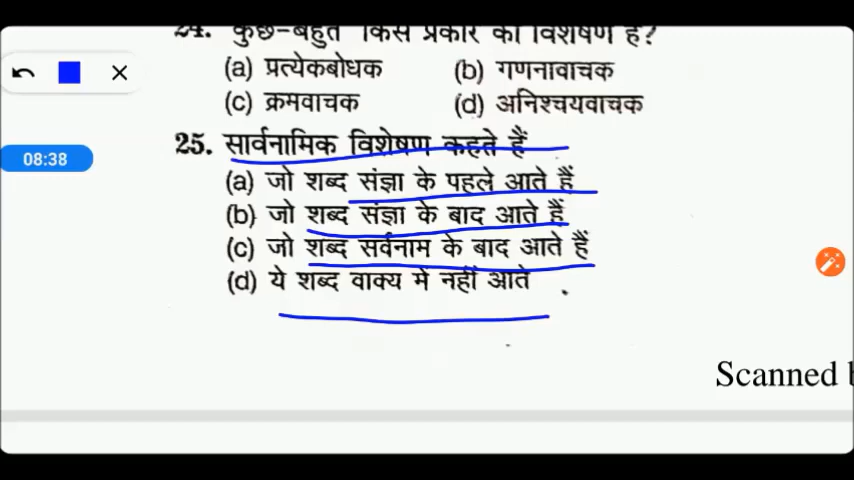 24. कुछ-बहुत किस प्रकार का विशेषण है?
(a) प्रत्येकबोधक (b) गणनावाचक
(c) क्रमवाचक (d) अनिश्चयवाचक
25. सार्वनामिक विशेषण कहते हैं
08:38
(a) जो शब्द संज्ञा के पहले आते हैं
(b) जो शब्द संज्ञा के बाद आते हैं
(c) जो शब्द सर्वनाम के बाद आते हैं
(d) ये शब्द वाक्य में नहीं आते
Scanned